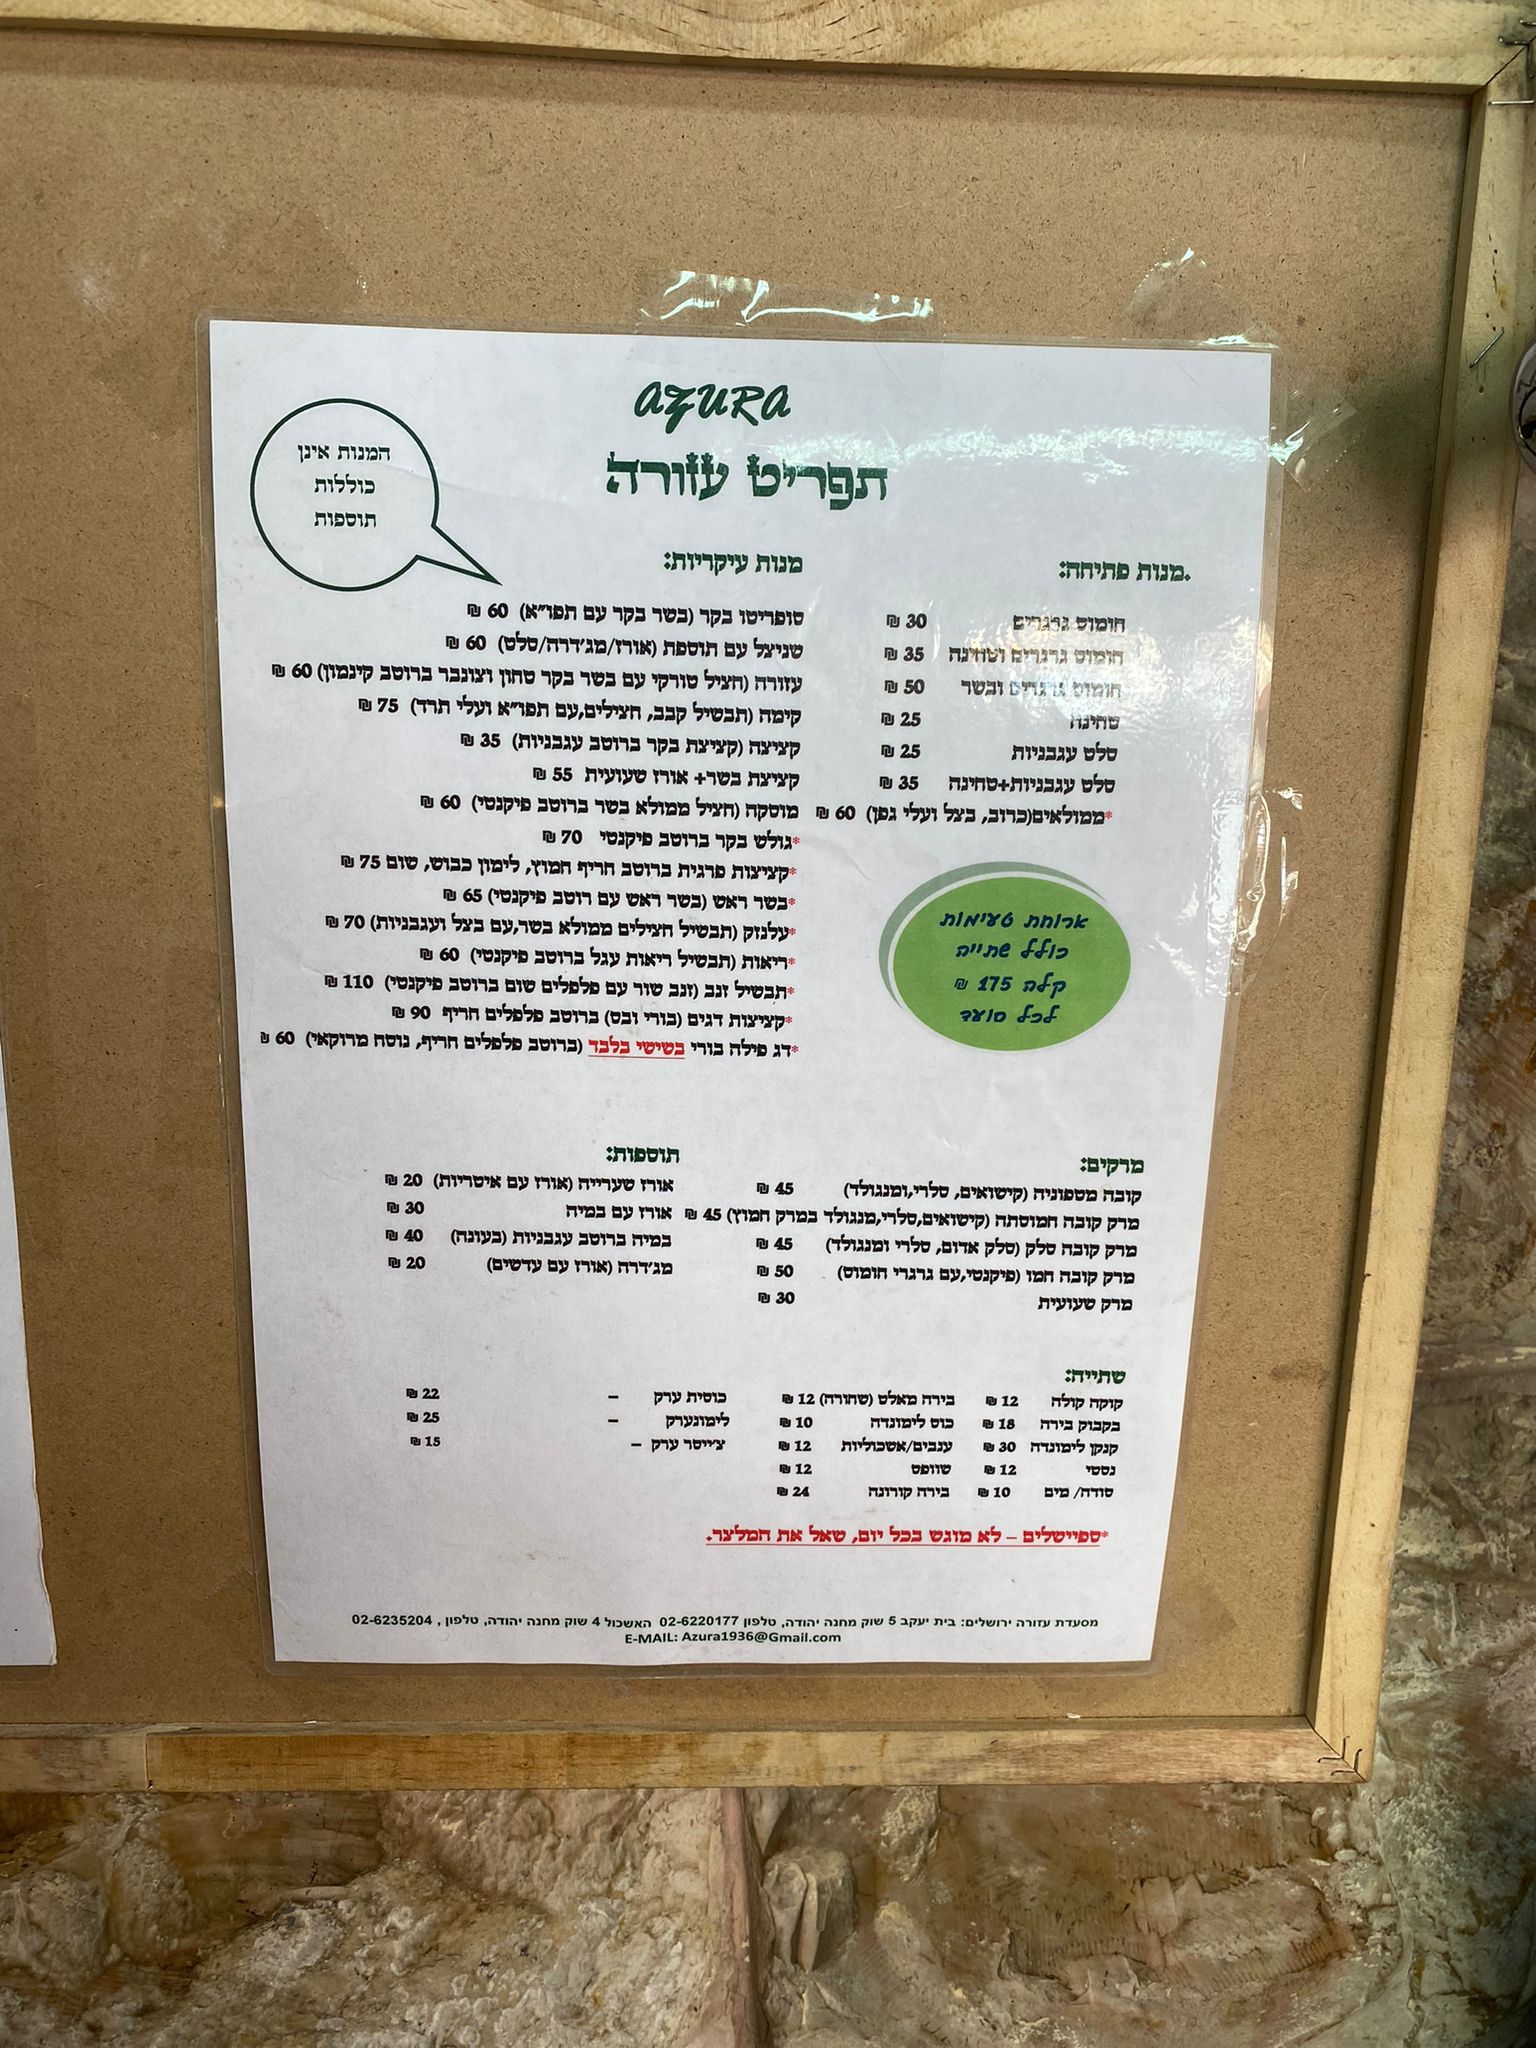 AZURA
תפריט עזורה
המנות אינן
כוללות
תוספות
מנות פתיחה:.
חומוס גרגרים 30 ₪
חומוס גרגרים וטחינה 35 ₪
חומוס גרגרים ובשר 50 ₪
טחינה 25 ₪
סלט עגבניות 25 ₪
סלט עגבניות+טחינה 35 ₪
*ממולאים(כרוב, בצל ועלי גפן) 60 ₪
ארוחת טעימות
כולל שתייה
קלה 175 ₪
לכל סועד
מנות עיקריות:
סופריטו בקר (בשר בקר עם תפו"א) 60 ₪
שניצל עם תוספת (אורז/מג'דרה/סלט) 60 ₪
עזורה (חציל טורקי עם בשר בקר טחון וצונבר ברוטב קינמון) 60 ₪
קימה (תבשיל קבב, חצילים,עם תפו"א ועלי תרד) 75 ₪
קציצה (קציצת בקר ברוטב עגבניות) 35 ₪
קציצת בשר+ אורז שעועית 55 ₪
מוסקה (חציל ממולא בשר ברוטב פיקנטי) 60 ₪
*גולש בקר ברוטב פיקנטי 70 ₪
*קציצות פרגית ברוטב חריף חמוץ, לימון כבוש, שום 75 ₪
*בשר ראש (בשר ראש עם רוטב פיקנטי) 65 ₪
*עלנזק (תבשיל חצילים ממולא בשר,עם בצל ועגבניות) 70 ₪
*ריאות (תבשיל ריאות עגל ברוטב פיקנטי) 60 ₪
*תבשיל זנב (זנב שור עם פלפלים שום ברוטב פיקנטי) 110 ₪
*קציצות דגים (בורי ובס) ברוטב פלפלים חריף 90 ₪
*דג פילה בורי בשישי בלבד (ברוטב פלפלים חריף, נוסח מרוקאי) 60 ₪
מרקים:
קובה מטפוניה (קישואים, סלרי,ומנגולד) 45 ₪
מרק קובה חמוסתה (קישואים,סלרי,מנגולד במרק חמוץ) 45 ₪
מרק קובה סלק (סלק אדום, סלרי ומנגולד) 45 ₪
מרק קובה חמו (פיקנטי,עם גרגרי חומוס) 50 ₪
מרק שעועית 30 ₪
תוספות:
אורז שערייה (אורז עם איטריות) 20 ₪
אורז עם במיה 30 ₪
במיה ברוטב עגבניות (בעונה) 40 ₪
מג'דרה (אורז עם עדשים) 20 ₪
שתייה:
קוקה קולה 12 ₪ בירה מאלט (שחורה) 12 ₪ כוסית ערק – 22 ₪
בקבוק בירה 18 ₪ כוס לימונדה 10 ₪ לימונערק – 25 ₪
קנקן לימונדה 30 ₪ ענבים/אשכוליות 12 ₪ צ'ייסר ערק – 15 ₪
נסטי 12 ₪ שוופס 12 ₪
סודה/ מים 10 ₪ בירה קורונה 24 ₪
*ספיישלים – לא מוגש בכל יום, שאל את המלצר.
מסעדת עזורה ירושלים: בית יעקב 5 שוק מחנה יהודה, טלפון 02-6220177 האשכול 4 שוק מחנה יהודה, טלפון , 02-6235204
E-MAIL: Azura1936@Gmail.com